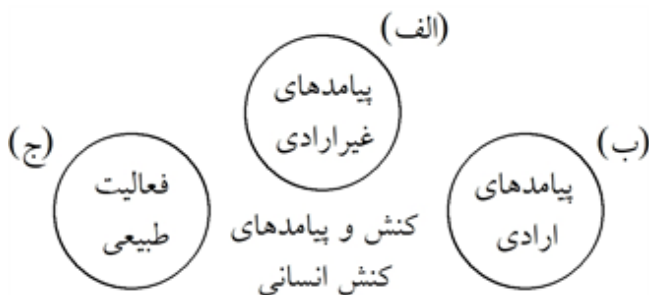 (الف)
پیامدهای
غیرارادی
(ب)
پیامدهای
ارادی
(ج)
فعالیت
طبیعی
کنش و پیامدهای
کنش انسانی